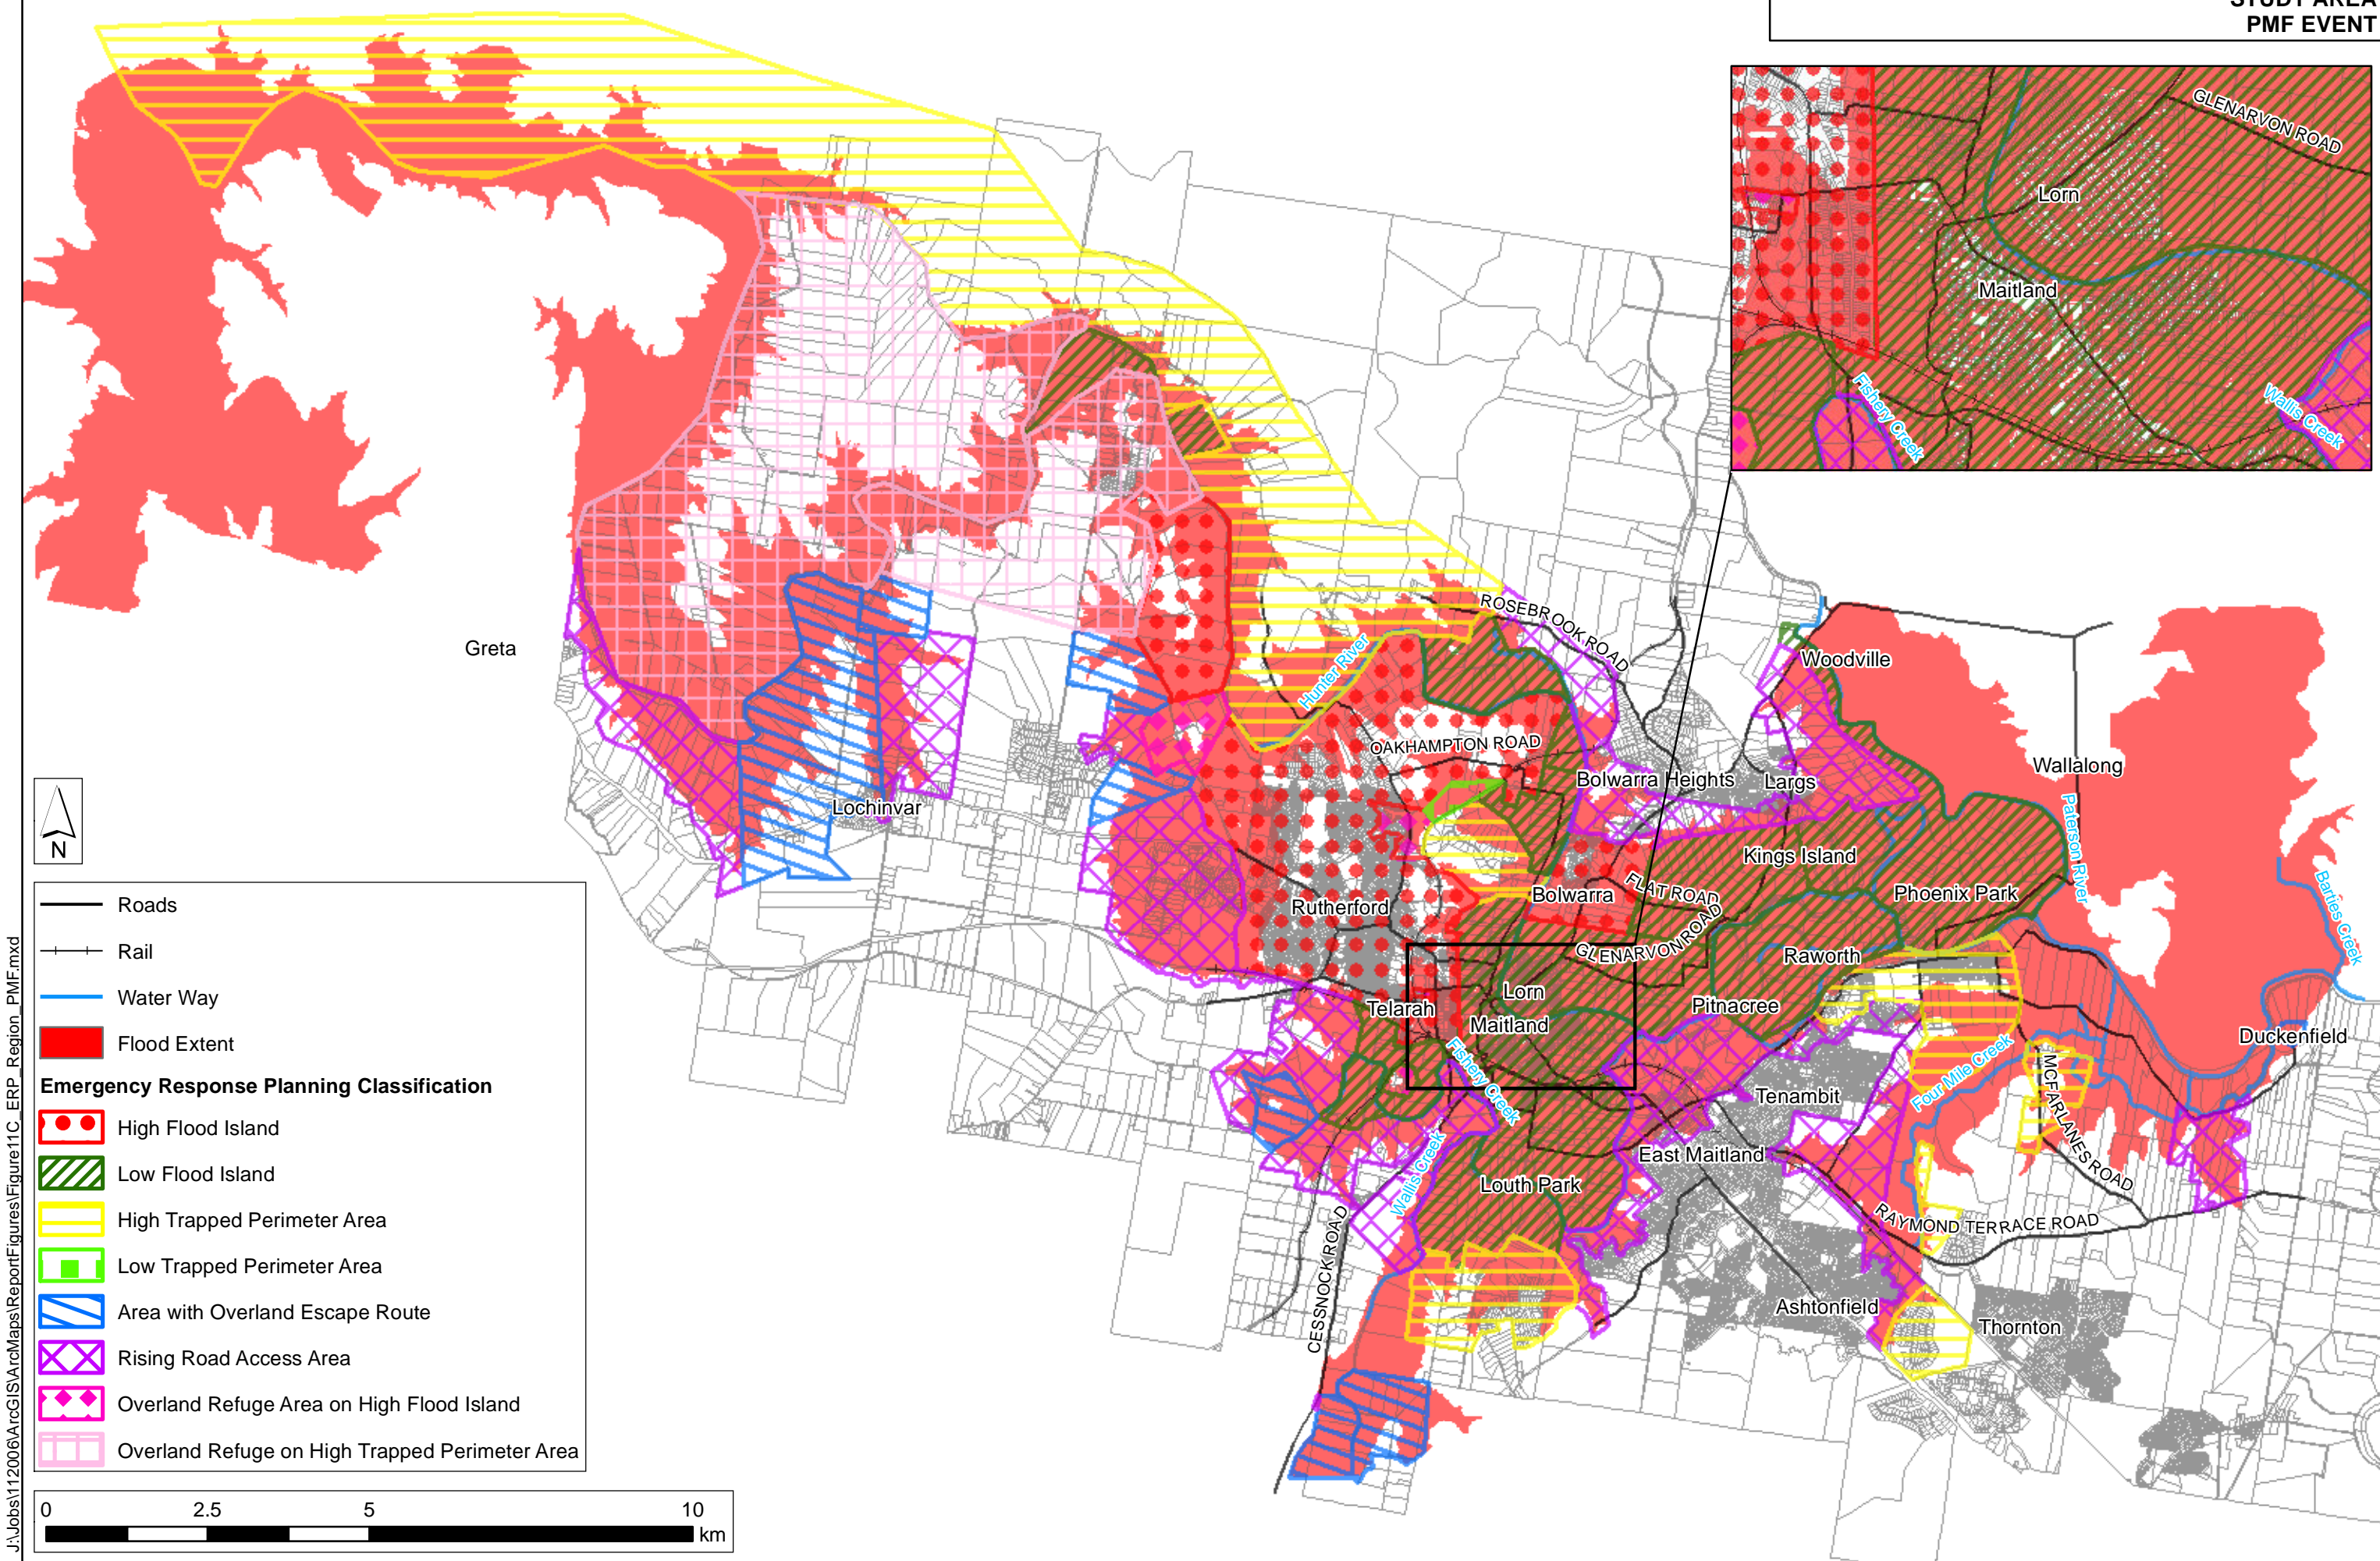 STUDY AREA
PMF EVENT
GLENARVON ROAD
Lorn
Maitland
Fishery Creek
Wallis Creek
Greta
ROSEBROOK ROAD
Woodville
Hunter River
OAKHAMPTON ROAD
Bolwarra Heights
Largs
Wallalong
Lochinvar
Paterson River
Kings Island
Bolwarra
FLAT ROAD
Phoenix Park
Barties Creek
Rutherford
GLENARVON ROAD
Raworth
Lorn
Pitnacree
Telarah
Maitland
Duckenfield
Fishery Creek
Four Mile Creek
MCFARLANES ROAD
Tenambit
Wallis Creek
East Maitland
Louth Park
RAYMOND TERRACE ROAD
CESSNOCK ROAD
Ashtonfield
Thornton
N
Roads
Rail
Water Way
Flood Extent
Emergency Response Planning Classification
High Flood Island
Low Flood Island
High Trapped Perimeter Area
Low Trapped Perimeter Area
Area with Overland Escape Route
Rising Road Access Area
Overland Refuge Area on High Flood Island
Overland Refuge on High Trapped Perimeter Area
0 2.5 5 10
km
J:\Jobs\112006\ArcGIS\ArcMaps\ReportFigures\Figure11C_ERP_Region_PMF.mxd